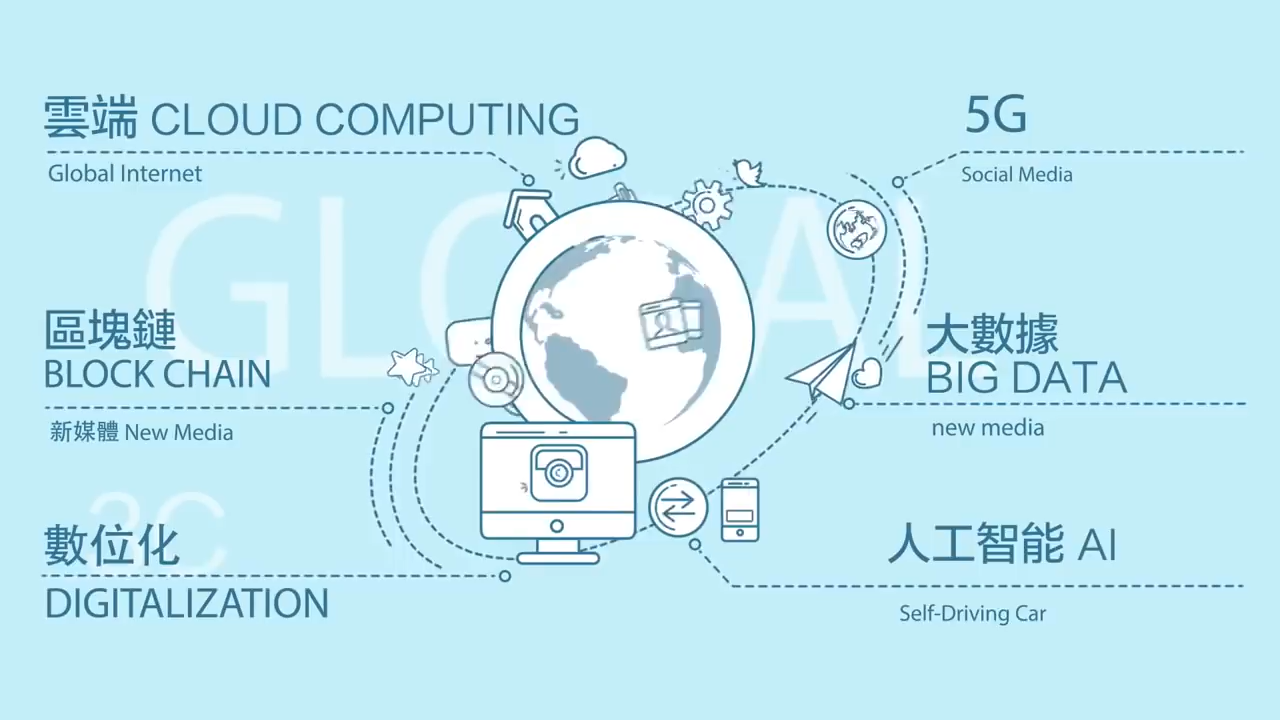 雲端 CLOUD COMPUTING
Global Internet
5G
Social Media
GLOBAL
區塊鏈
BLOCK CHAIN
新媒體 New Media
大數據
BIG DATA
new media
3C
數位化
DIGITALIZATION
人工智能 AI
Self-Driving Car